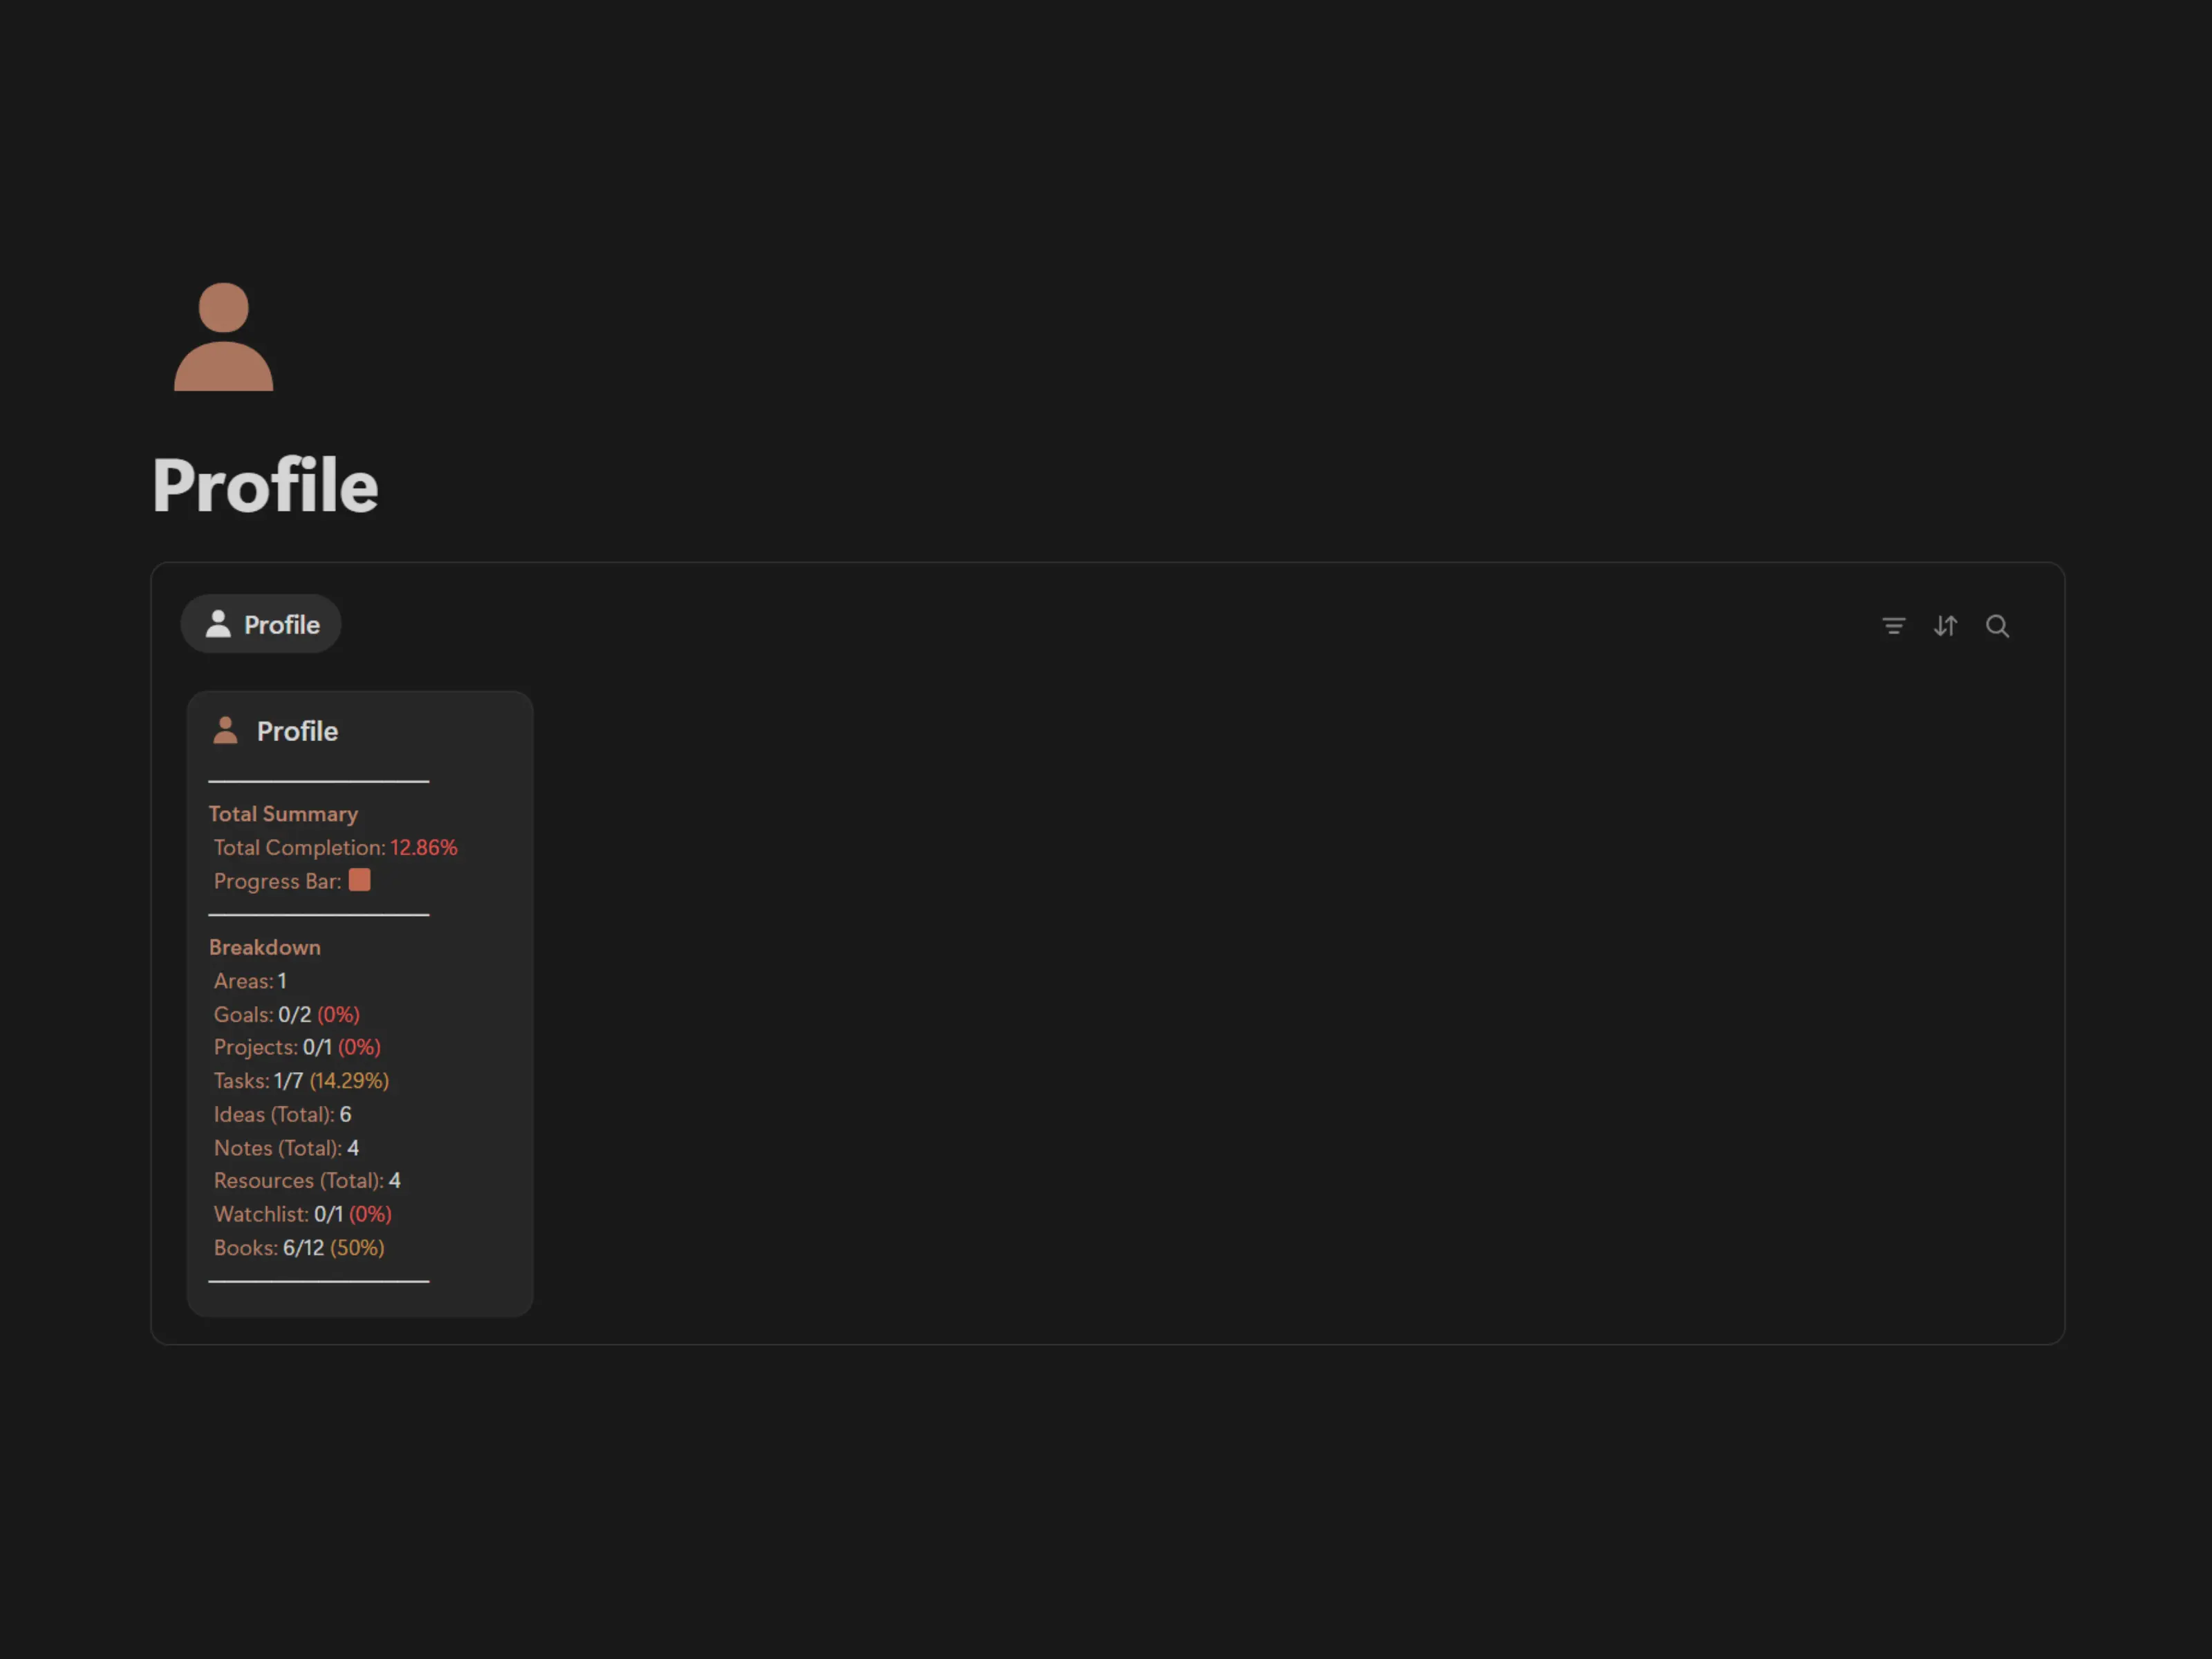 Profile
Profile
Profile
Total Summary
Total Completion: 12.86%
Progress Bar:
Breakdown
Areas: 1
Goals: 0/2 (0%)
Projects: 0/1 (0%)
Tasks: 1/7 (14.29%)
Ideas (Total): 6
Notes (Total): 4
Resources (Total): 4
Watchlist: 0/1 (0%)
Books: 6/12 (50%)